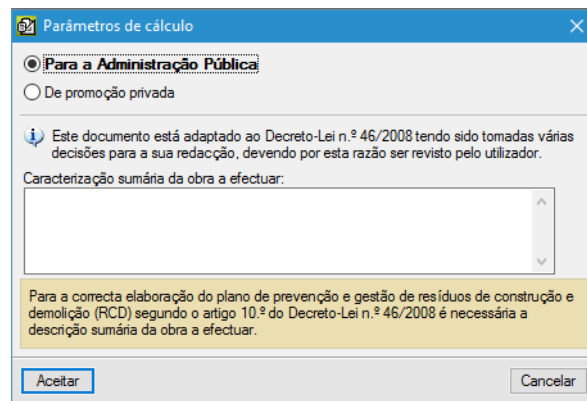 Parâmetros de cálculo
Para a Administração Pública
De promoção privada
Este documento está adaptado ao Decreto-Lei n.º 46/2008 tendo sido tomadas várias
decisões para a sua redacção, devendo por esta razão ser revisto pelo utilizador.
Caracterização sumária da obra a efectuar:
Para a correcta elaboração do plano de prevenção e gestão de resíduos de construção e
demolição (RCD) segundo o artigo 10.º do Decreto-Lei n.º 46/2008 é necessária a
descrição sumária da obra a efectuar.
Aceitar
Cancelar